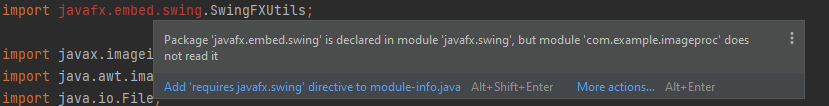 import javafx.embed.swing.SwingFXUtils;
Package 'javafx.embed.swing' is declared in module 'javafx.swing', but module 'com.example.imageproc' does
not read it
import javax.imagei
import java.awt.ima
Add 'requires javafx.swing' directive to module-info.java Alt+Shift+Enter More actions... Alt+Enter
import java.io.File;